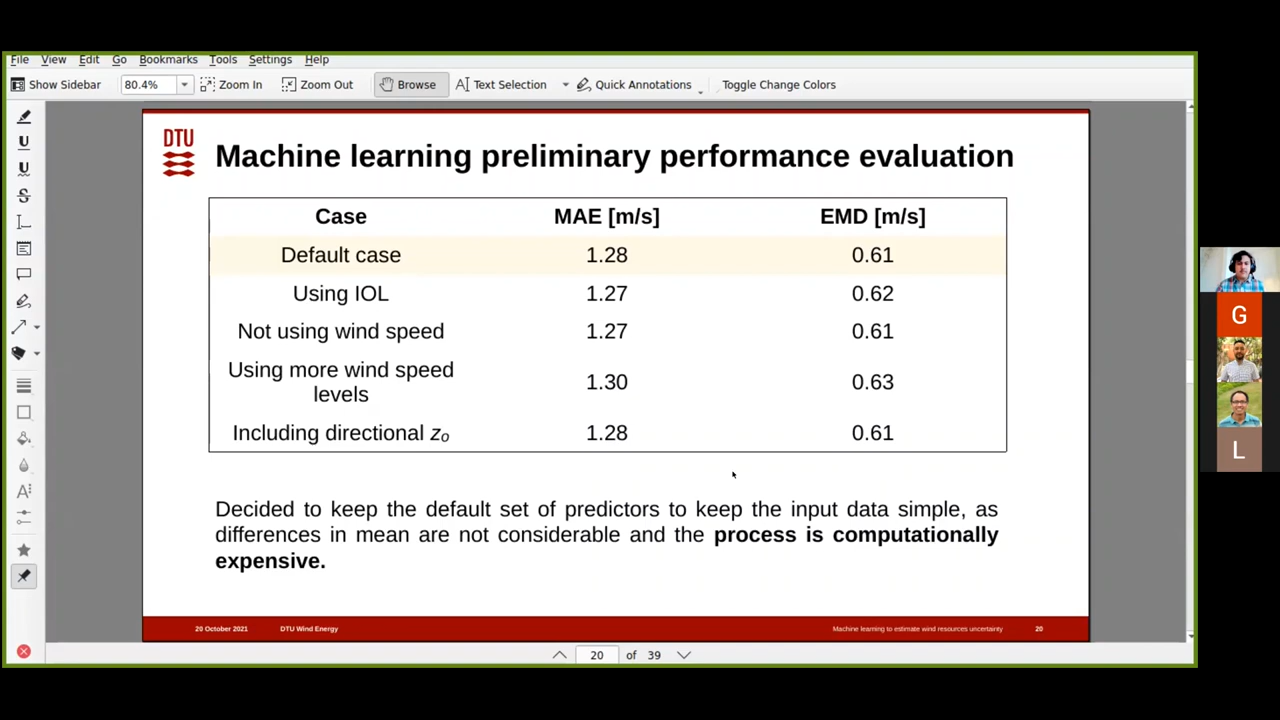 File View Edit Go Bookmarks Tools Settings Help
Show Sidebar 80.4% Zoom In Zoom Out Browse Text Selection Quick Annotations Toggle Change Colors
DTU
Machine learning preliminary performance evaluation
Case MAE [m/s] EMD [m/s]
Default case 1.28 0.61
Using IOL 1.27 0.62
Not using wind speed 1.27 0.61
Using more wind speed
levels 1.30 0.63
Including directional zo 1.28 0.61
Decided to keep the default set of predictors to keep the input data simple, as
differences in mean are not considerable and the process is computationally
expensive.
20 October 2021 DTU Wind Energy Machine learning to estimate wind resources uncertainty 20
20 of 39
G
L